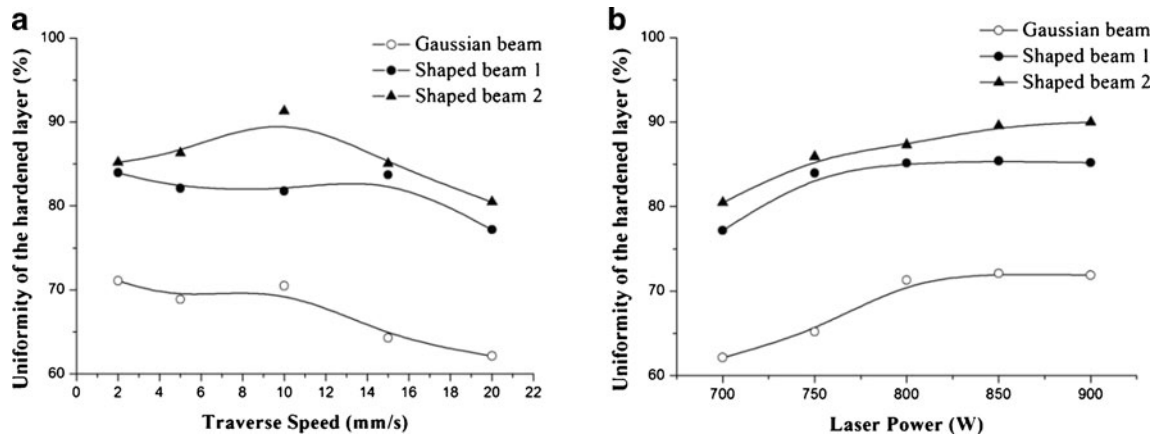 a
Gaussian beam
Shaped beam 1
Shaped beam 2
Uniformity of the hardened layer (%)
100
90
80
70
60
0 2 4 6 8 10 12 14 16 18 20 22
Traverse Speed (mm/s)
b
Gaussian beam
Shaped beam 1
Shaped beam 2
Uniformity of the hardened layer (%)
100
90
80
70
60
700 750 800 850 900
Laser Power (W)